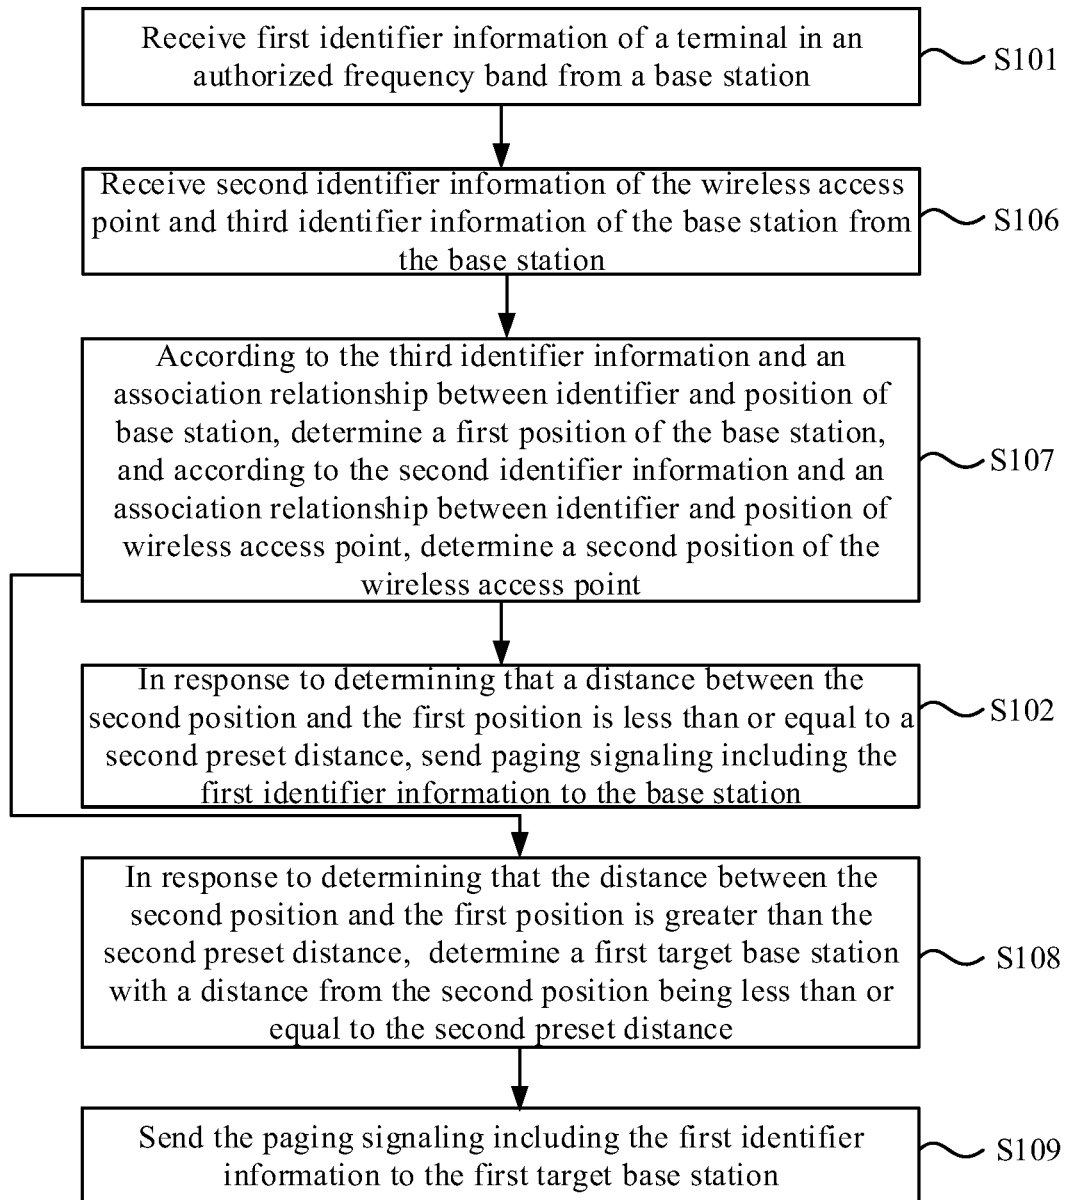 Receive first identifier information of a terminal in an
authorized frequency band from a base station
S101
Receive second identifier information of the wireless access
point and third identifier information of the base station from
the base station
S106
According to the third identifier information and an
association relationship between identifier and position of
base station, determine a first position of the base station,
and according to the second identifier information and an
association relationship between identifier and position of
wireless access point, determine a second position of the
wireless access point
S107
In response to determining that a distance between the
second position and the first position is less than or equal to a
second preset distance, send paging signaling including the
first identifier information to the base station
S102
In response to determining that the distance between the
second position and the first position is greater than the
second preset distance, determine a first target base station
with a distance from the second position being less than or
equal to the second preset distance
S108
Send the paging signaling including the first identifier
information to the first target base station
S109